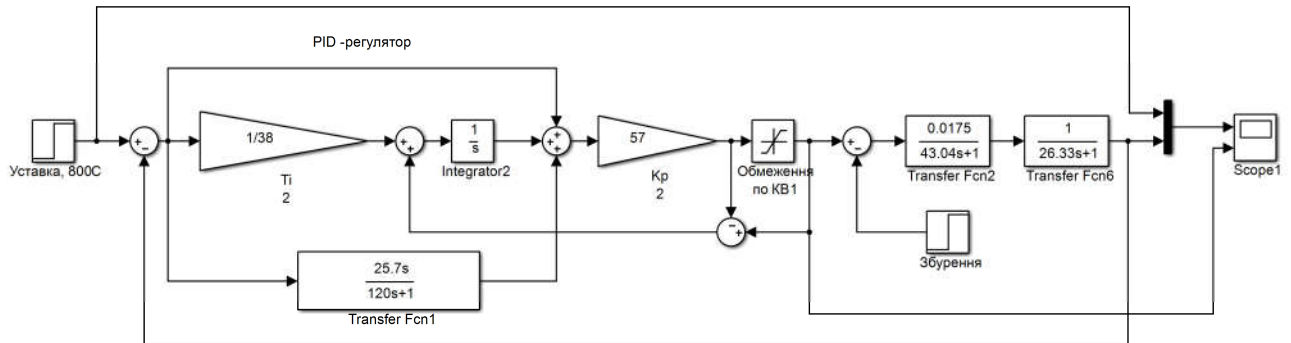 PID -регулятор
Уставка, 800С
+
−
1/38
Ti
2
+
+
1
s
Integrator2
+
+
+
57
Kp
2
Обмеження
по КВ1
−
+
+
−
0.0175
43.04s+1
Transfer Fcn2
1
26.33s+1
Transfer Fcn6
Scope1
Збурення
25.7s
120s+1
Transfer Fcn1